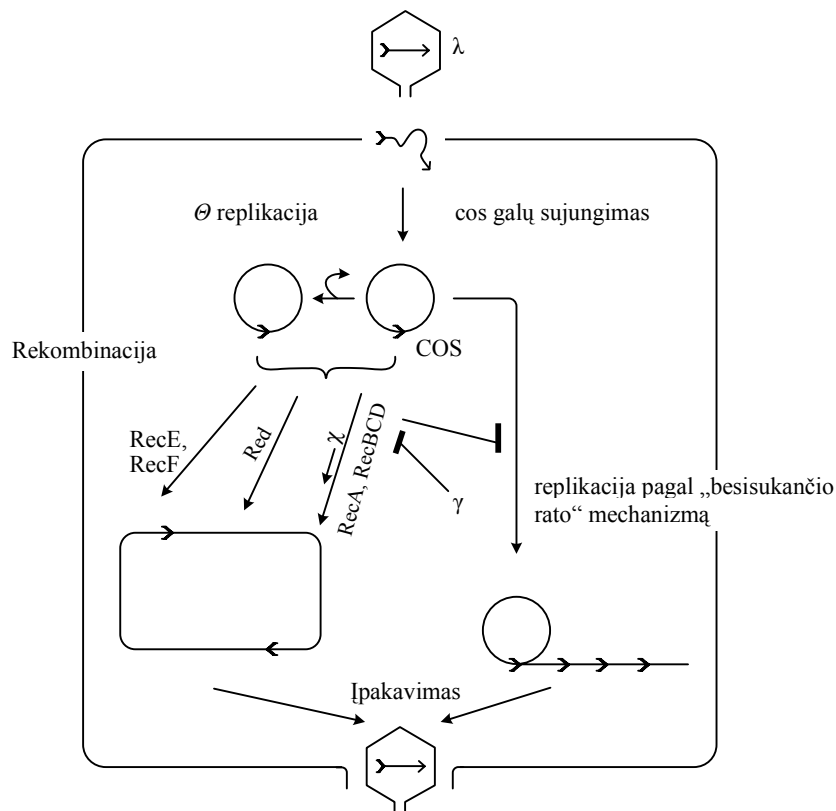 λ
Θ replikacija
cos galų sujungimas
COS
Rekombinacija
RecE,
RecF
Red
χ
RecA, RecBCD
γ
replikacija pagal „besisukančio
rato“ mechanizmą
Įpakavimas